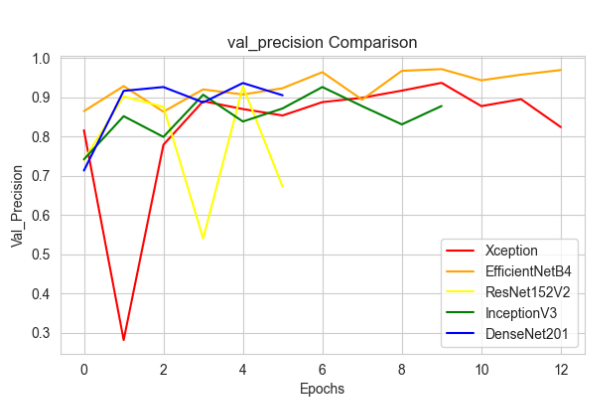 val_precision Comparison
1.0
0.9
0.8
0.7
0.6
0.5
0.4
0.3
Val_Precision
0 2 4 6 8 10 12
Epochs
Xception
EfficientNetB4
ResNet152V2
InceptionV3
DenseNet201